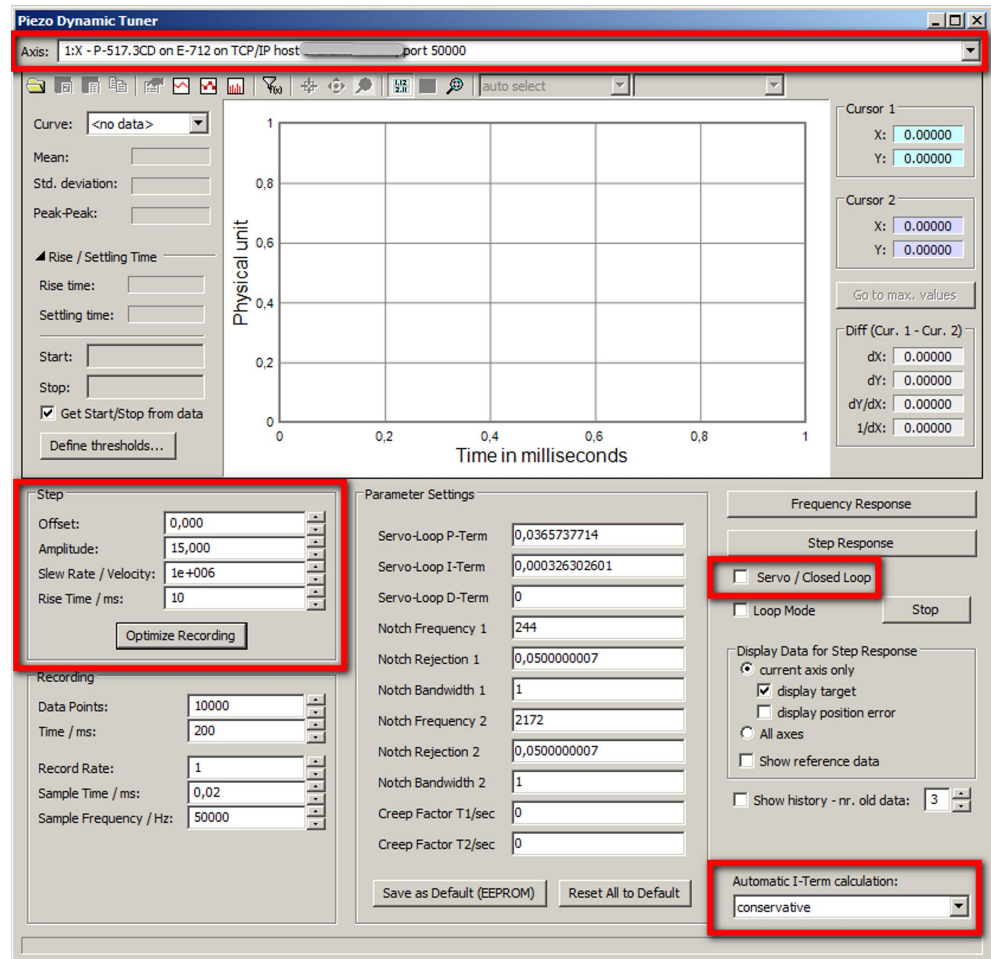 Piezo Dynamic Tuner
Axis: 1:X - P-517.3CD on E-712 on TCP/IP host port 50000
f(x)
1,12
2,11
auto select
Curve: <no data>
Mean:
Std. deviation:
Peak-Peak:
Rise / Settling Time
Rise time:
Settling time:
Start:
Stop:
Get Start/Stop from data
Define thresholds...
Physical unit
1
0,8
0,6
0,4
0,2
0
0 0,2 0,4 0,6 0,8 1
Time in milliseconds
Cursor 1
X: 0.00000
Y: 0.00000
Cursor 2
X: 0.00000
Y: 0.00000
Go to max. values
Diff (Cur. 1 - Cur. 2)
dX: 0.00000
dY: 0.00000
dY/dX: 0.00000
1/dX: 0.00000
Step
Offset: 0,000
Amplitude: 15,000
Slew Rate / Velocity: 1e+006
Rise Time / ms: 10
Optimize Recording
Recording
Data Points: 10000
Time / ms: 200
Record Rate: 1
Sample Time / ms: 0,02
Sample Frequency / Hz: 50000
Parameter Settings
Servo-Loop P-Term 0,0365737714
Servo-Loop I-Term 0,000326302601
Servo-Loop D-Term 0
Notch Frequency 1 244
Notch Rejection 1 0,0500000007
Notch Bandwidth 1 1
Notch Frequency 2 2172
Notch Rejection 2 0,0500000007
Notch Bandwidth 2 1
Creep Factor T1/sec 0
Creep Factor T2/sec 0
Save as Default (EEPROM) Reset All to Default
Frequency Response
Step Response
Servo / Closed Loop
Loop Mode Stop
Display Data for Step Response
current axis only
display target
display position error
All axes
Show reference data
Show history - nr. old data: 3
Automatic I-Term calculation:
conservative